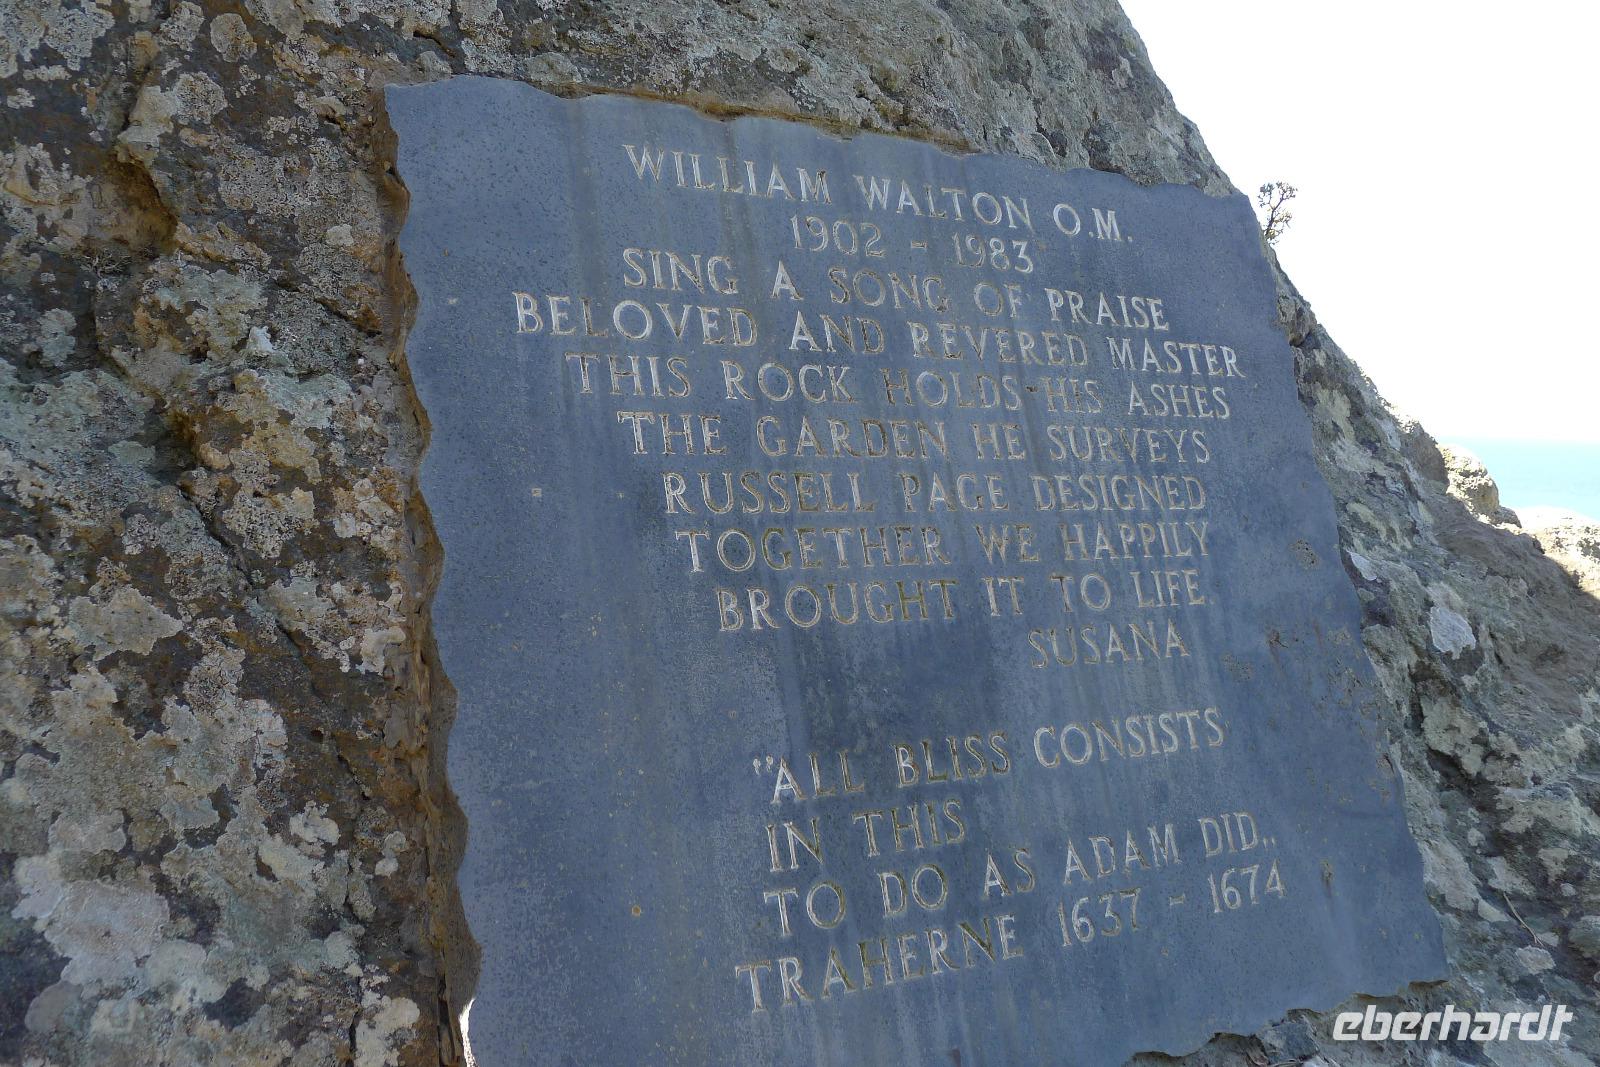 WILLIAM WALTON O.M.
1902 - 1983
SING A SONG OF PRAISE
BELOVED AND REVERED MASTER
THIS ROCK HOLDS HIS ASHES
THE GARDEN HE SURVEYS
RUSSELL PAGE DESIGNED
TOGETHER WE HAPPILY
BROUGHT IT TO LIFE.
SUSANA
"ALL BLISS CONSISTS
IN THIS
TO DO AS ADAM DID,,
TRAHERNE 1637 - 1674
eberhardt